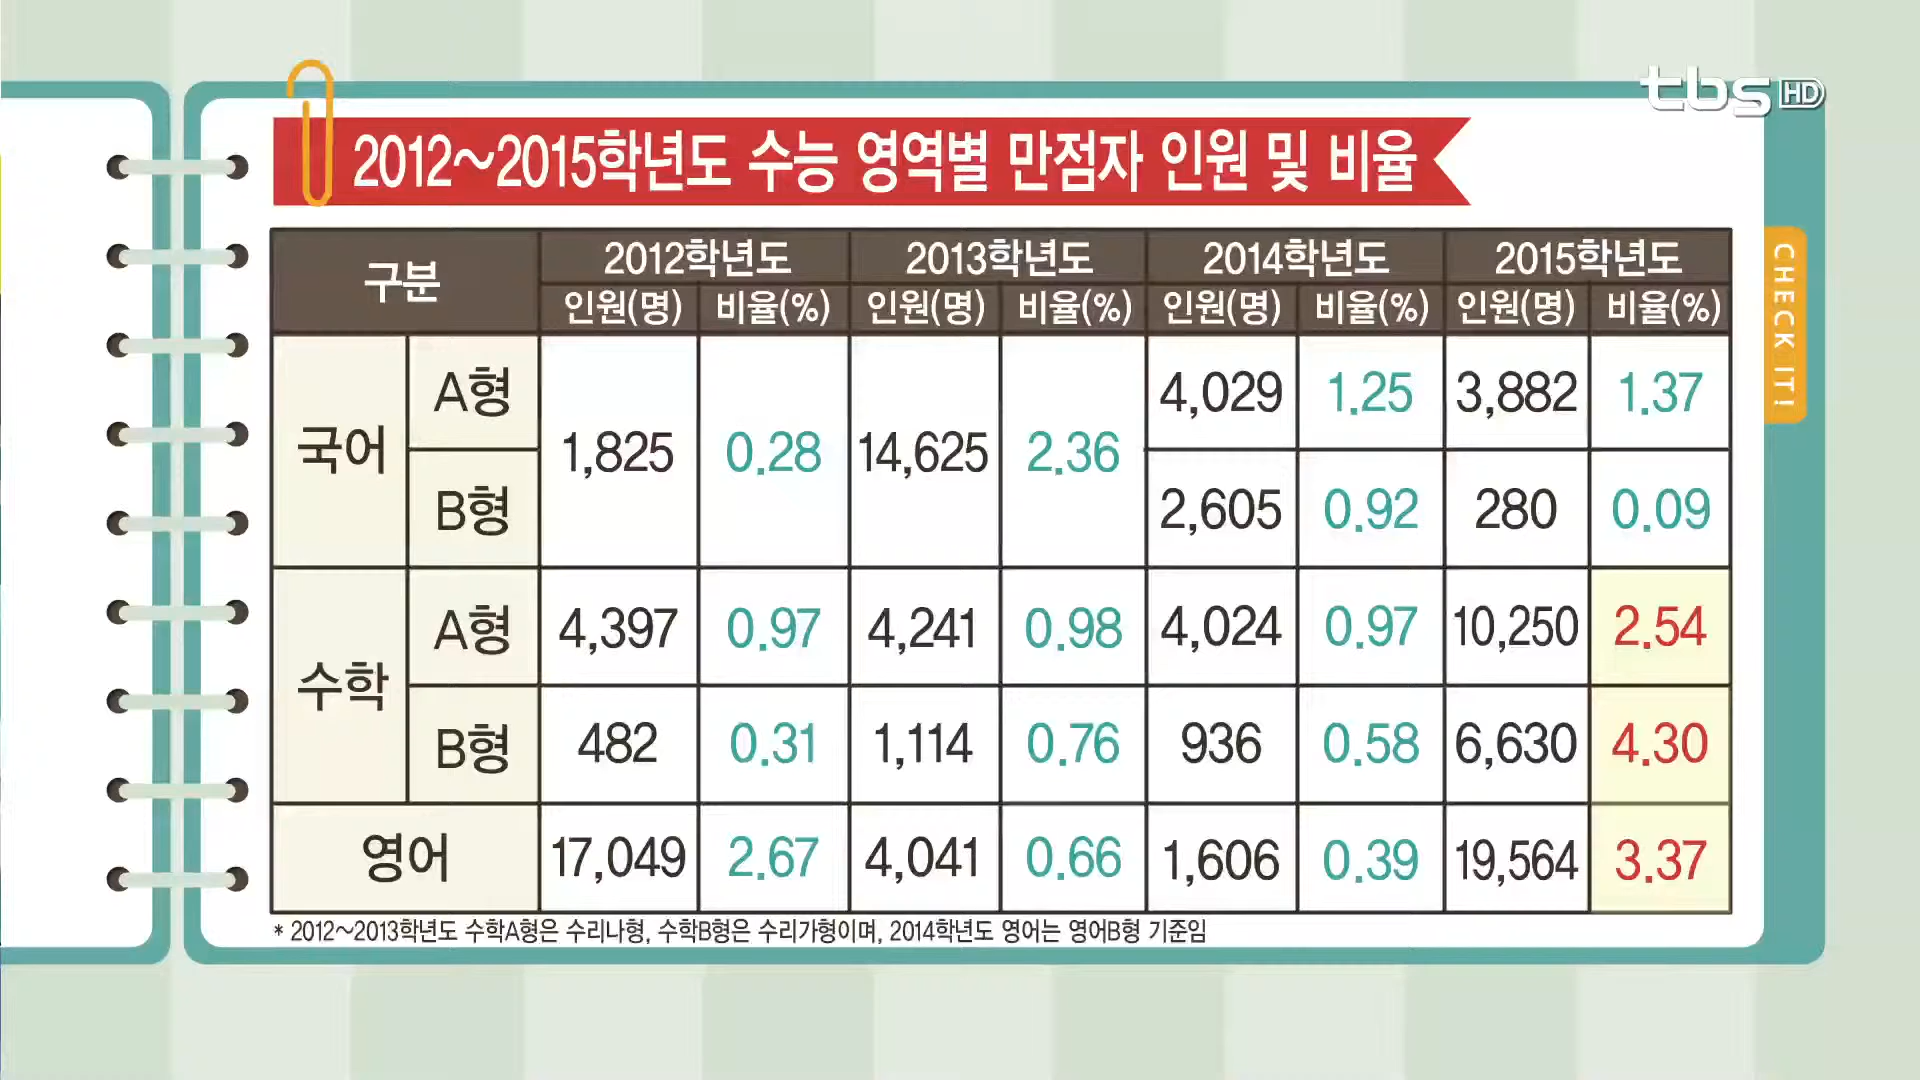 tbs HD
2012~2015학년도 수능 영역별 만점자 인원 및 비율
CHECK IT!
구분 2012학년도 2013학년도 2014학년도 2015학년도
인원(명) 비율(%) 인원(명) 비율(%) 인원(명) 비율(%) 인원(명) 비율(%)
국어 A형 1,825 0.28 14,625 2.36 4,029 1.25 3,882 1.37
B형 2,605 0.92 280 0.09
수학 A형 4,397 0.97 4,241 0.98 4,024 0.97 10,250 2.54
B형 482 0.31 1,114 0.76 936 0.58 6,630 4.30
영어 17,049 2.67 4,041 0.66 1,606 0.39 19,564 3.37
* 2012~2013학년도 수학A형은 수리나형, 수학B형은 수리가형이며, 2014학년도 영어는 영어B형 기준임